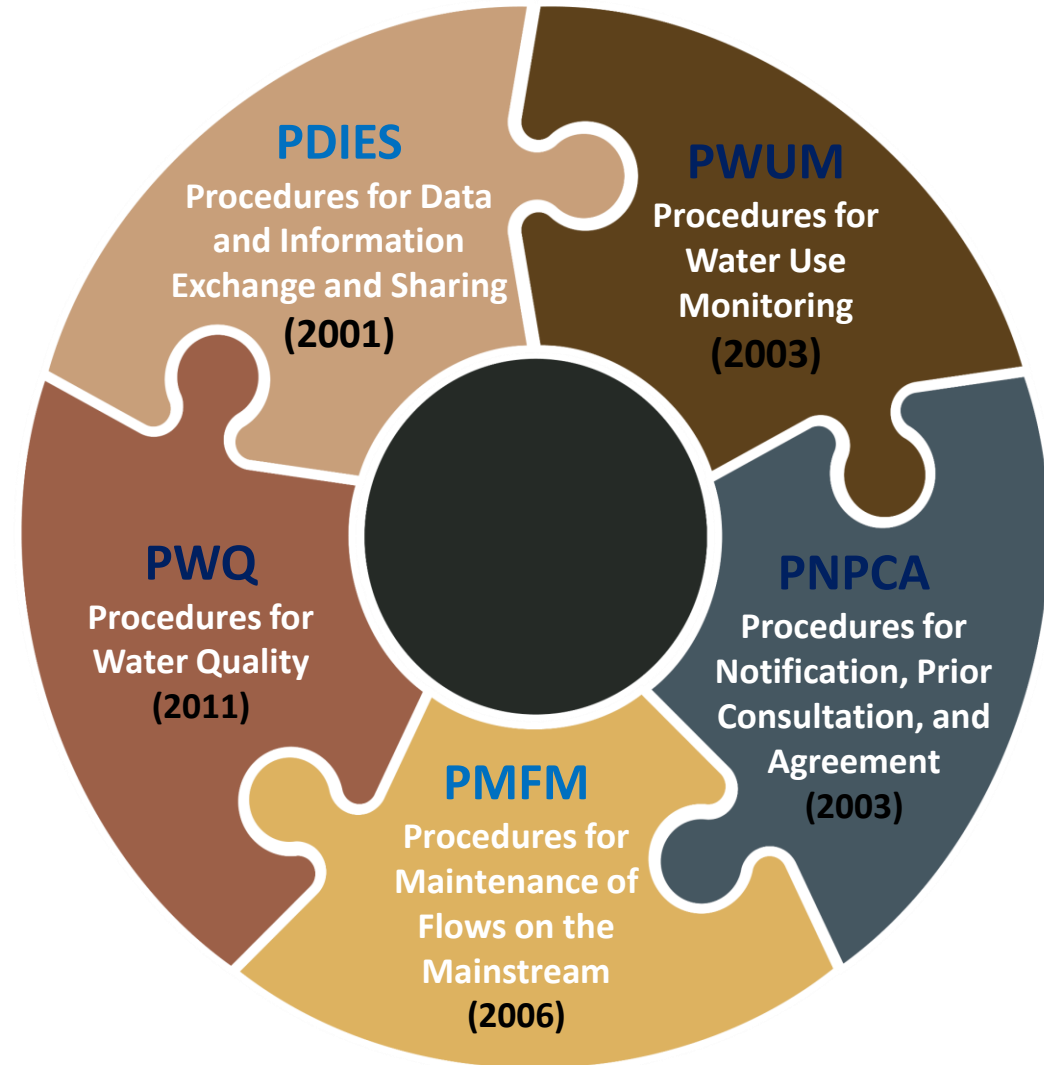 PDIES
Procedures for Data
and Information
Exchange and Sharing
(2001)
PWUM
Procedures for
Water Use
Monitoring
(2003)
PNPCA
Procedures for
Notification, Prior
Consultation, and
Agreement
(2003)
PMFM
Procedures for
Maintenance of
Flows on the
Mainstream
(2006)
PWQ
Procedures for
Water Quality
(2011)